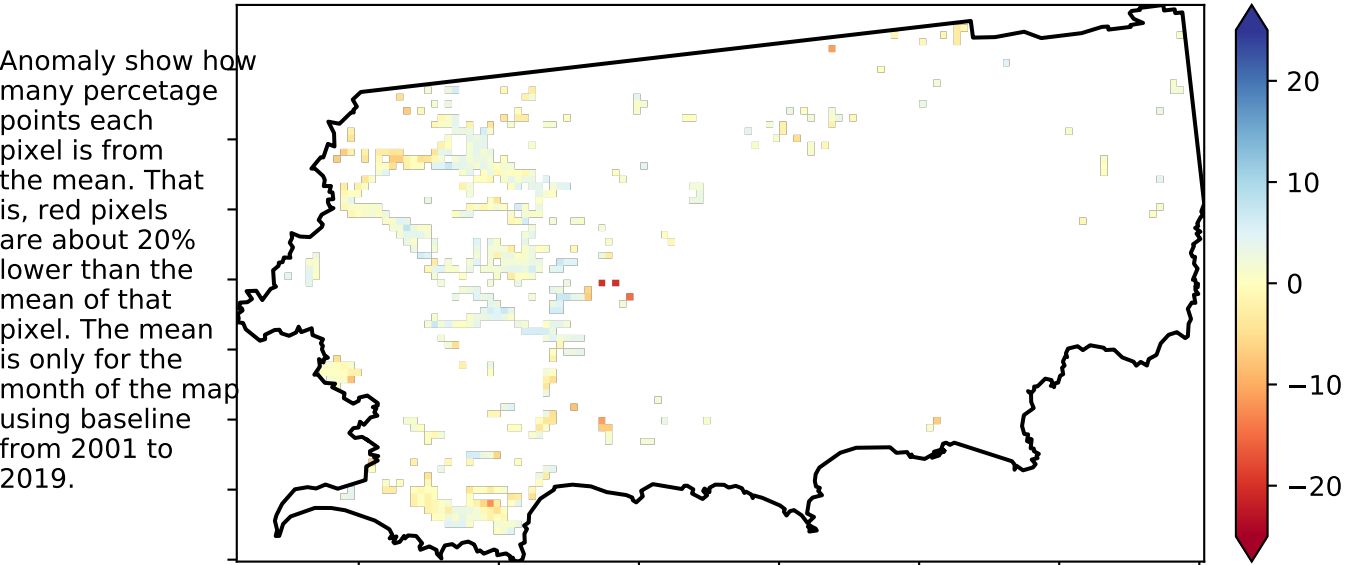 Anomaly show how
many percetage
points each
pixel is from
the mean. That
is, red pixels
are about 20%
lower than the
mean of that
pixel. The mean
is only for the
month of the map
using baseline
from 2001 to
2019.
20
10
0
−10
−20